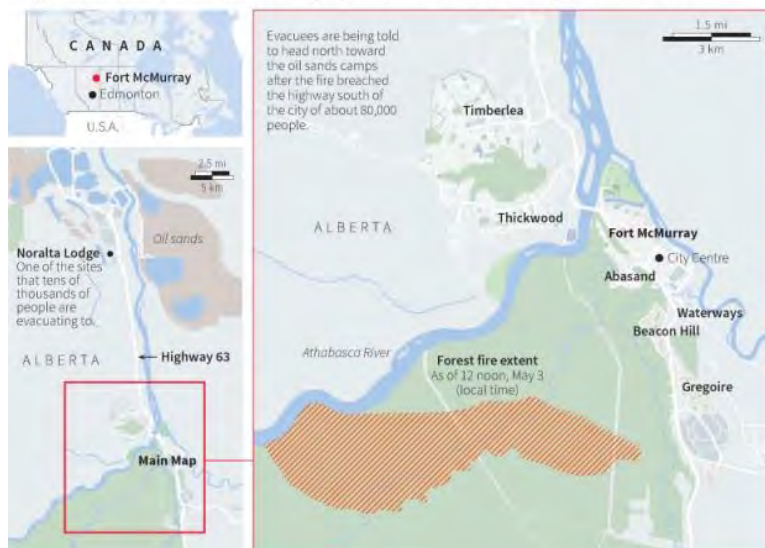 CANADA
Fort McMurray
Edmonton
U.S.A.
2.5 mi
5 km
Oil sands
Noralta Lodge
One of the sites
that tens of
thousands of
people are
evacuating to.
ALBERTA
Highway 63
Main Map
Evacuees are being told
to head north toward
the oil sands camps
after the fire breached
the highway south of
the city of about 80,000
people.
1.5 mi
3 km
Timberlea
Thickwood
ALBERTA
Fort McMurray
City Centre
Abasand
Waterways
Beacon Hill
Athabasca River
Forest fire extent
As of 12 noon, May 3
(local time)
Gregoire